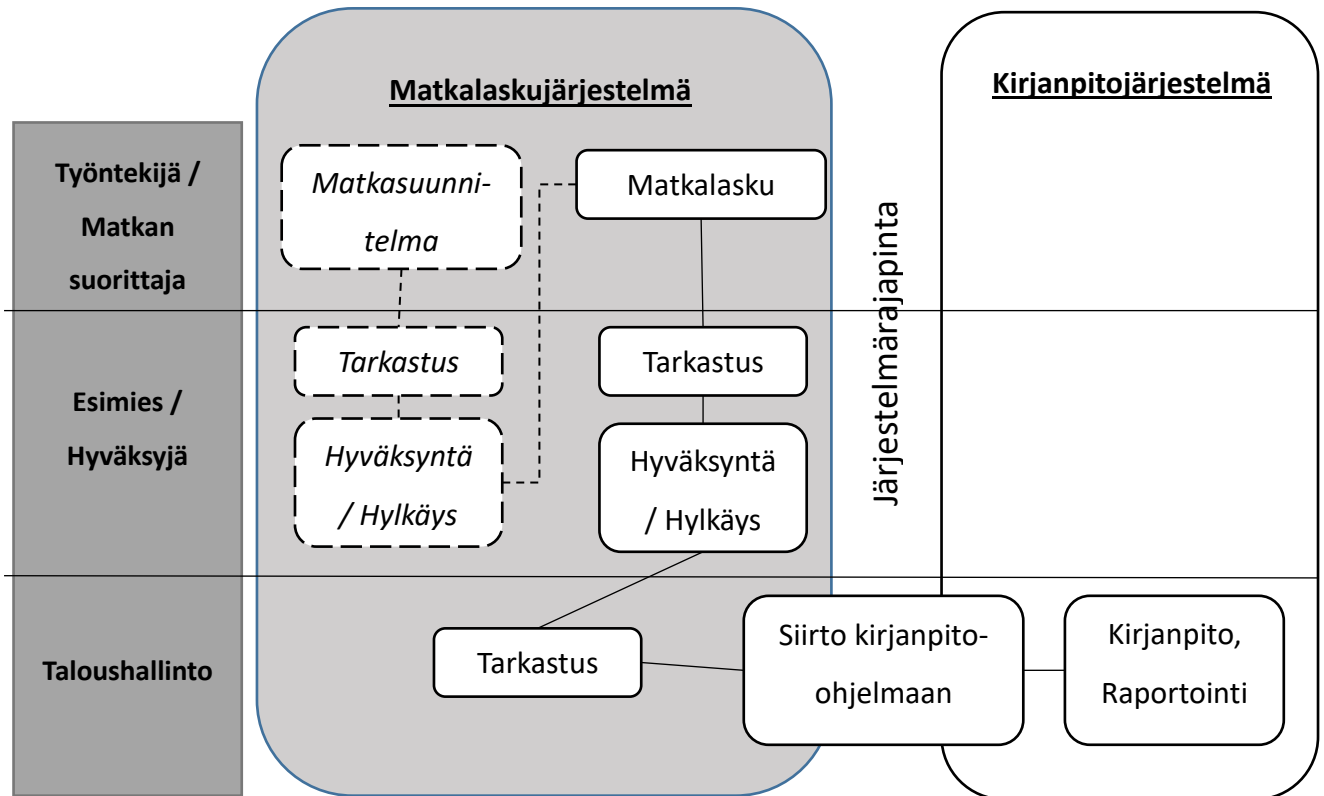 Matkalaskujärjestelmä
Kirjanpitojärjestelmä
Työntekijä /
Matkan
suorittaja
Matkasuunni-
telma
Matkalasku
Järjestelmärajapinta
Esimies /
Hyväksyjä
Tarkastus
Tarkastus
Hyväksyntä
/ Hylkäys
Hyväksyntä
/ Hylkäys
Taloushallinto
Tarkastus
Siirto kirjanpito-
ohjelmaan
Kirjanpito,
Raportointi